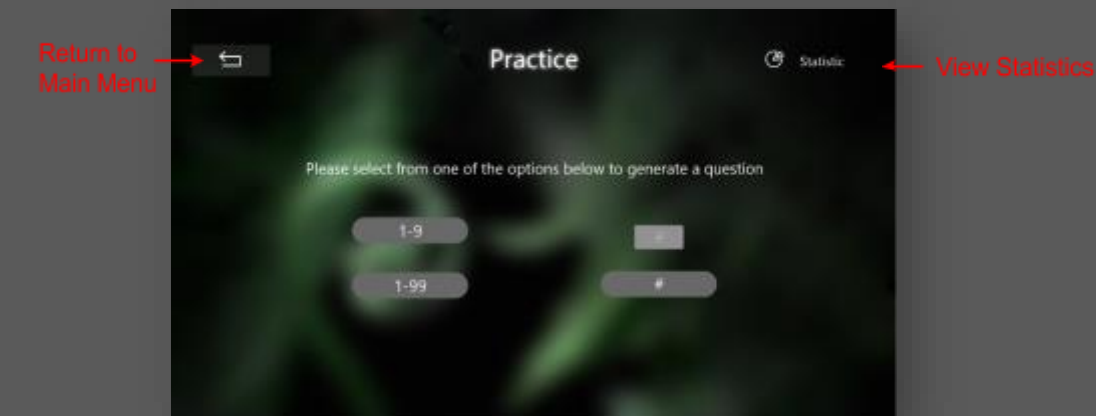 Return to
Main Menu
Practice
Statistic
View Statistics
Please select from one of the options below to generate a question
1-9
#
1-99
#